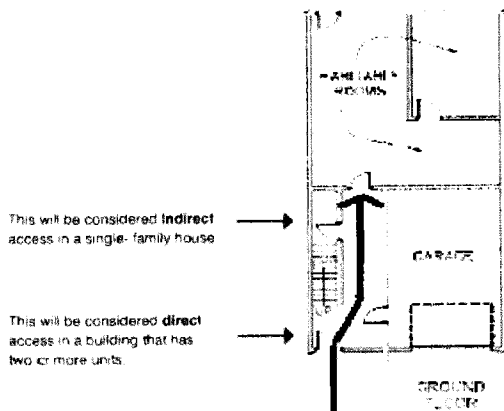 HABITABLE
ROOMS
This will be considered Indirect
access in a single- family house
GARAGE
This will be considered direct
access in a building that has
two or more units.
GROUND
FLOOR